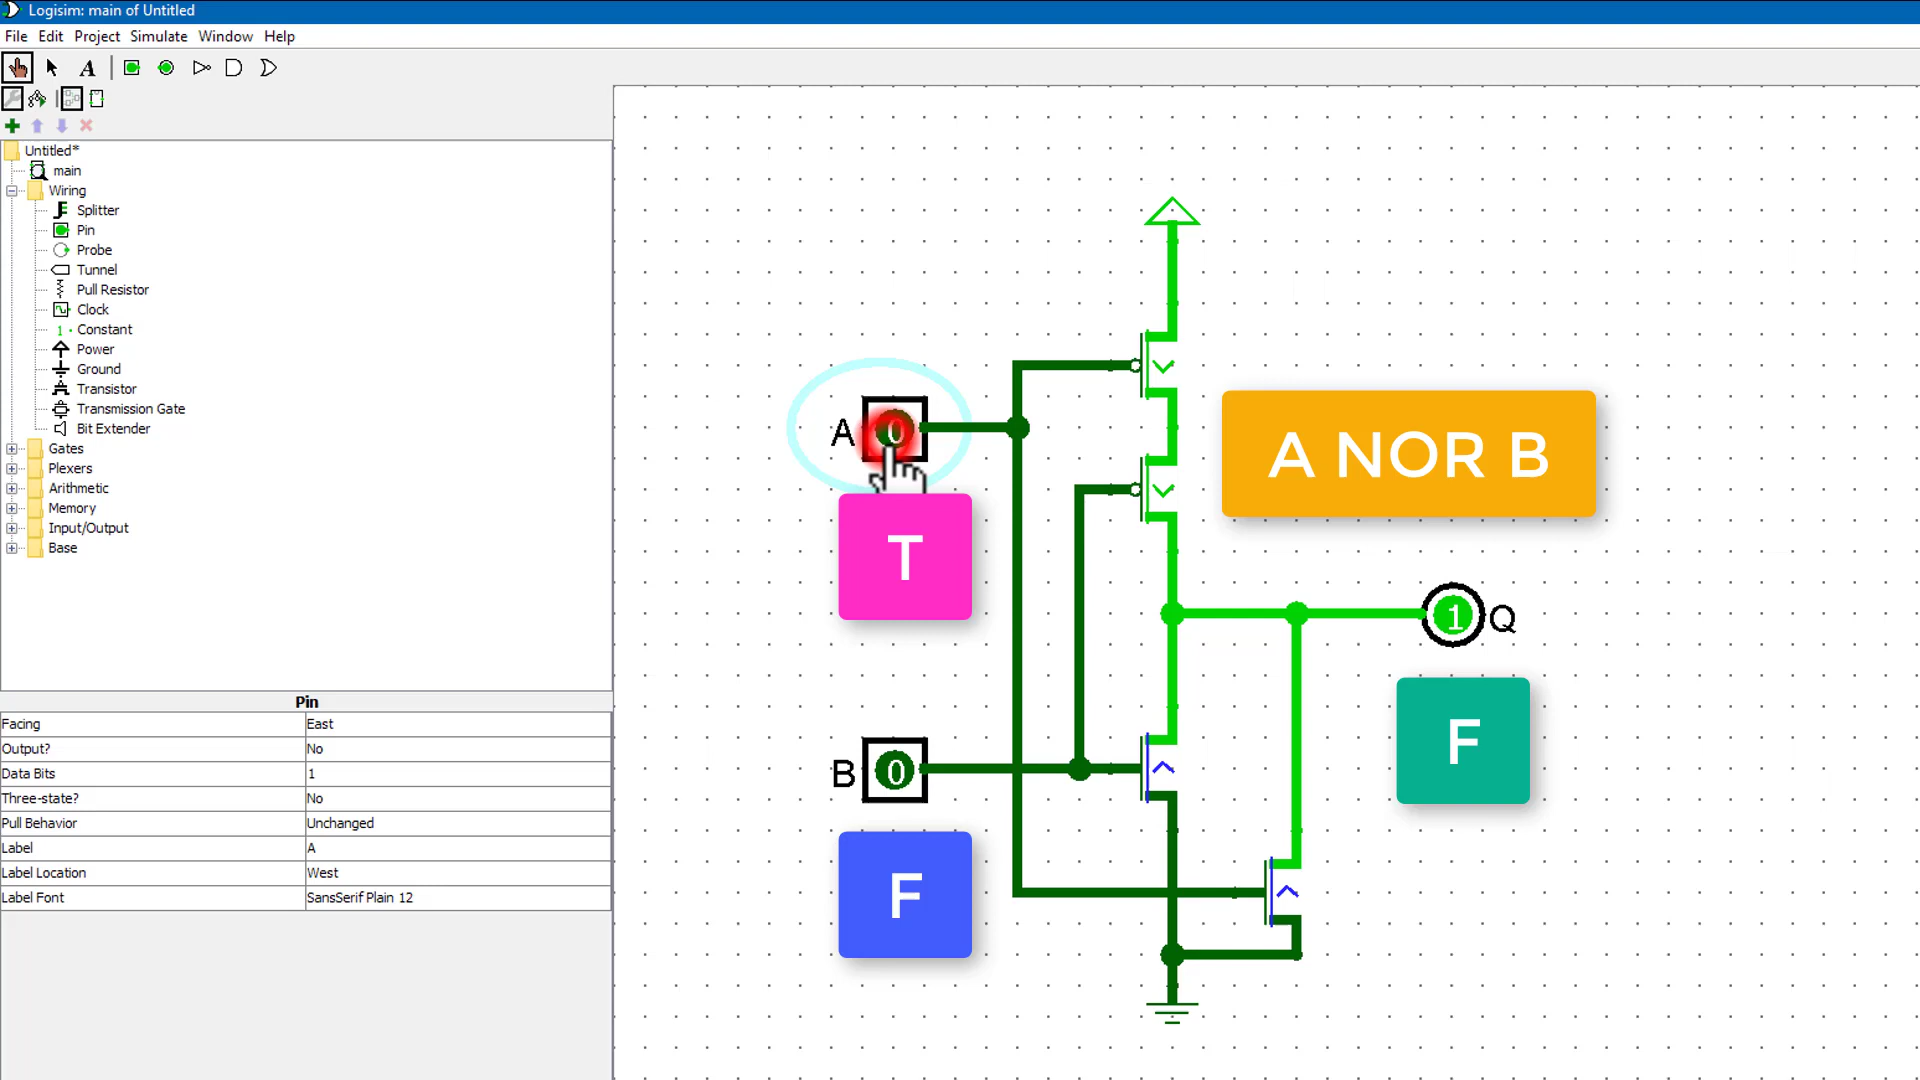 Logisim: main of Untitled
File Edit Project Simulate Window Help
A
Untitled*
main
Wiring
Splitter
Pin
Probe
Tunnel
Pull Resistor
Clock
1 Constant
Power
Ground
Transistor
Transmission Gate
Bit Extender
Gates
Plexers
Arithmetic
Memory
Input/Output
Base
Pin
Facing East
Output? No
Data Bits 1
Three-state? No
Pull Behavior Unchanged
Label A
Label Location West
Label Font SansSerif Plain 12
A 0
T
A NOR B
1 Q
F
B 0
F